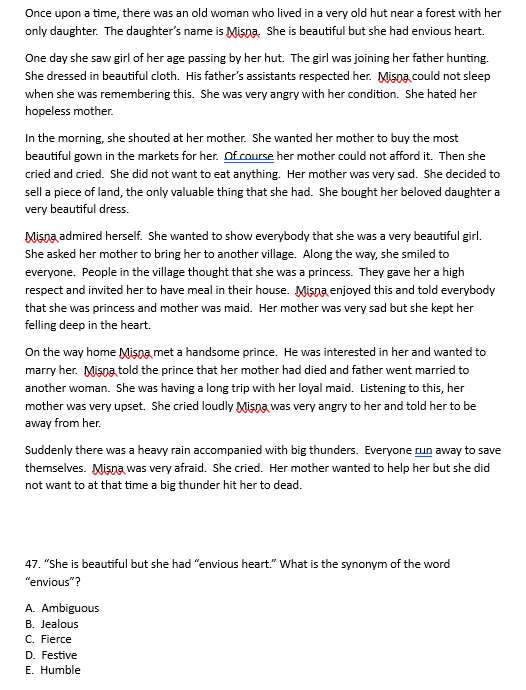 Once upon a time, there was an old woman who lived in a very old hut near a forest with her
only daughter.  The daughter’s name is Misna.  She is beautiful but she had envious heart.
One day she saw girl of her age passing by her hut.  The girl was joining her father hunting.
She dressed in beautiful cloth.  His father’s assistants respected her.  Misna could not sleep
when she was remembering this.  She was very angry with her condition.  She hated her
hopeless mother.
In the morning, she shouted at her mother.  She wanted her mother to buy the most
beautiful gown in the markets for her.  Of course her mother could not afford it.  Then she
cried and cried.  She did not want to eat anything.  Her mother was very sad.  She decided to
sell a piece of land, the only valuable thing that she had.  She bought her beloved daughter a
very beautiful dress.
Misna admired herself.  She wanted to show everybody that she was a very beautiful girl.
She asked her mother to bring her to another village.  Along the way, she smiled to
everyone.  People in the village thought that she was a princess.  They gave her a high
respect and invited her to have meal in their house.  Misna enjoyed this and told everybody
that she was princess and mother was maid.  Her mother was very sad but she kept her
felling deep in the heart.
On the way home Misna met a handsome prince.  He was interested in her and wanted to
marry her.  Misna told the prince that her mother had died and father went married to
another woman.  She was having a long trip with her loyal maid.  Listening to this, her
mother was very upset.  She cried loudly Misna was very angry to her and told her to be
away from her.
Suddenly there was a heavy rain accompanied with big thunders.  Everyone run away to save
themselves.  Misna was very afraid.  She cried.  Her mother wanted to help her but she did
not want to at that time a big thunder hit her to dead.
47. “She is beautiful but she had “envious heart.” What is the synonym of the word
“envious”?
A.  Ambiguous
B.  Jealous
C.  Fierce
D.  Festive
E.  Humble